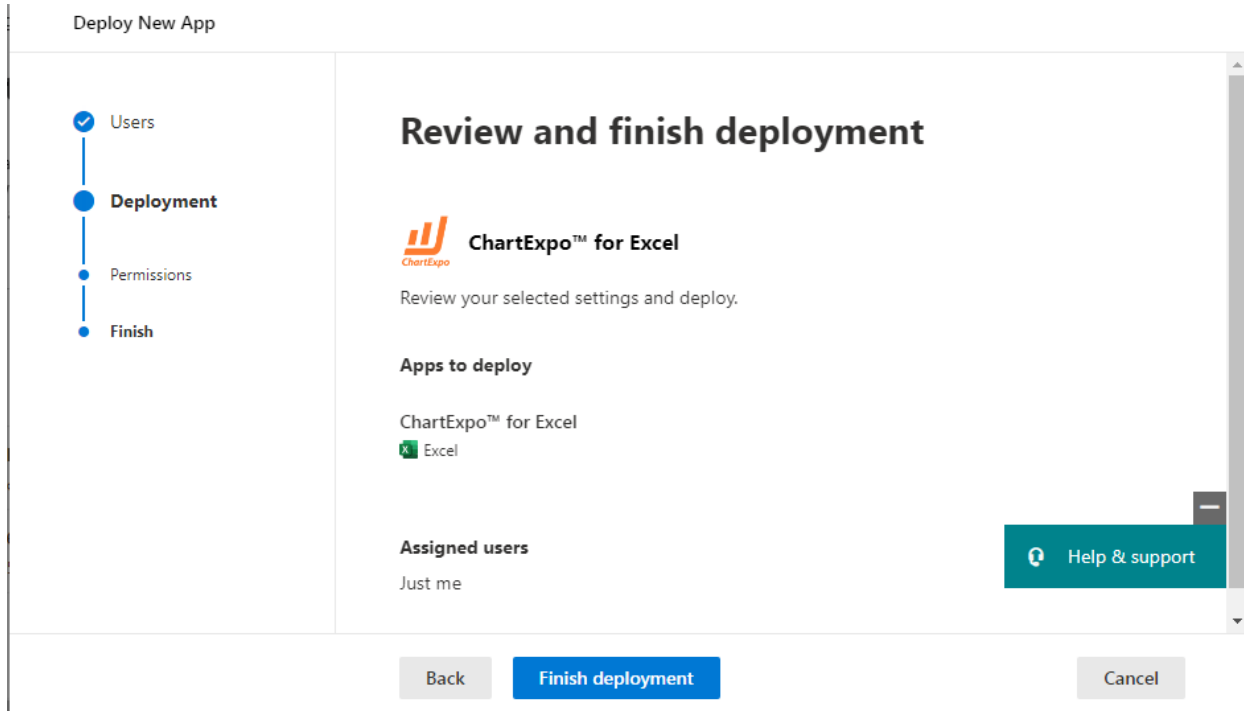 Deploy New App
Users
Deployment
Permissions
Finish
Review and finish deployment
ChartExpo
ChartExpo™ for Excel
Review your selected settings and deploy.
Apps to deploy
ChartExpo™ for Excel
Excel
Assigned users
Just me
Help & support
Back
Finish deployment
Cancel